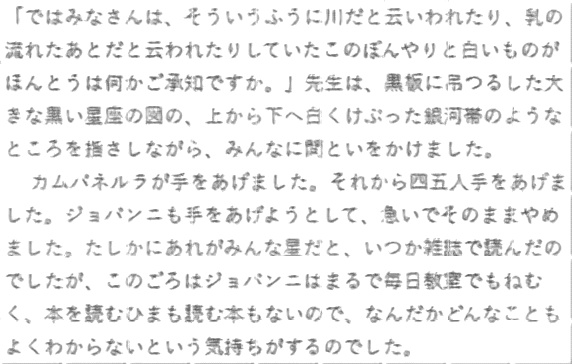 「ではみなさんは、そういうふうに川だと云いわれたり、乳の
流れたあとだと云われたりしていたこのぼんやりと白いものが
ほんとうは何かご承知ですか。」先生は、黒板に吊つるした大
きな黒い星座の図の、上から下へ白くけぶった銀河帯のような
ところを指さしながら、みんなに問といをかけました。
カムパネルラが手をあげました。それから四五人手をあげま
した。ジョバンニも手をあげようとして、急いでそのままやめ
ました。たしかにあれがみんな星だと、いつか雑誌で読んだの
でしたが、このごろはジョバンニはまるで毎日教室でもねむ
く、本を読むひまも読む本もないので、なんだかどんなことも
よくわからないという気持ちがするのでした。